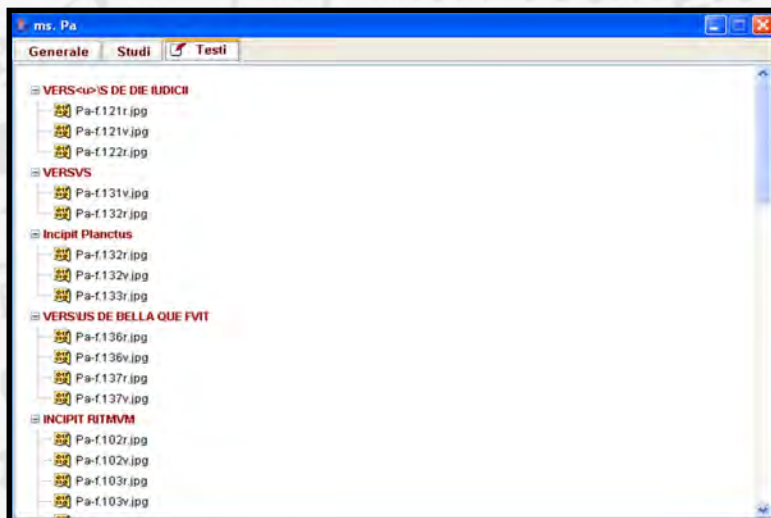 ms. Pa
Generale Studi Testi
VERS<u>\S DE DIE IUDICII
Pa-f.121r.jpg
Pa-f.121v.jpg
Pa-f.122r.jpg
VERSVS
Pa-f.131v.jpg
Pa-f.132r.jpg
Incipit Planctus
Pa-f.132r.jpg
Pa-f.132v.jpg
Pa-f.133r.jpg
VERS\US DE BELLA QUE FVIT
Pa-f.136r.jpg
Pa-f.136v.jpg
Pa-f.137r.jpg
Pa-f.137v.jpg
INCIPIT RITMVM
Pa-f.102r.jpg
Pa-f.102v.jpg
Pa-f.103r.jpg
Pa-f.103v.jpg